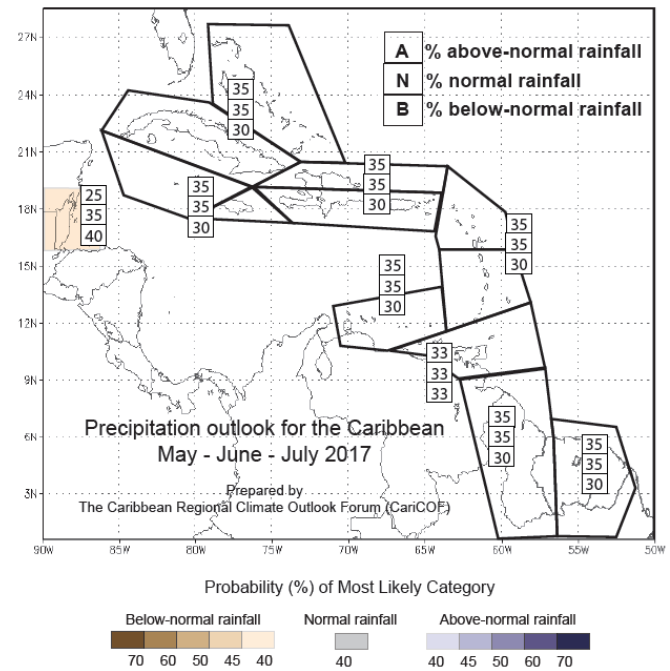 27N
24N
21N
18N
15N
12N
9N
6N
3N
A % above-normal rainfall
N % normal rainfall
B % below-normal rainfall
35
35
30
35
35
30
25
35
40
35
35
30
35
35
30
35
35
30
33
33
33
35
35
30
35
35
30
Precipitation outlook for the Caribbean
May - June - July 2017
Prepared by
The Caribbean Regional Climate Outlook Forum (CariCOF)
90W 85W 80W 75W 70W 65W 60W 55W 50W
Probability (%) of Most Likely Category
Below-normal rainfall Normal rainfall Above-normal rainfall
70 60 50 45 40 40 40 45 50 60 70